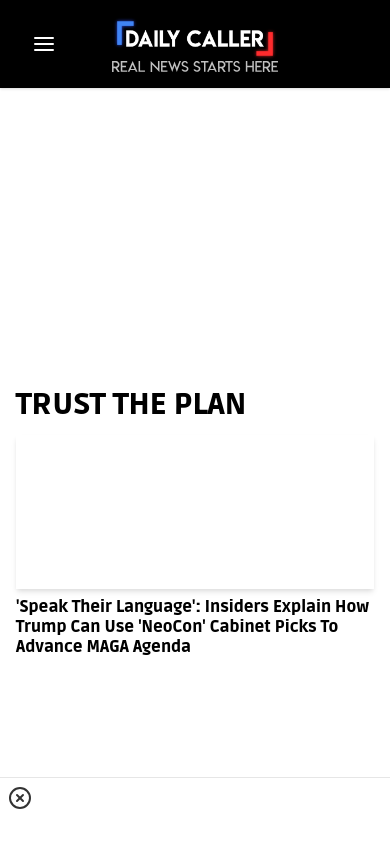 DAILY CALLER
REAL NEWS STARTS HERE
TRUST THE PLAN
'Speak Their Language': Insiders Explain How
Trump Can Use 'NeoCon' Cabinet Picks To
Advance MAGA Agenda